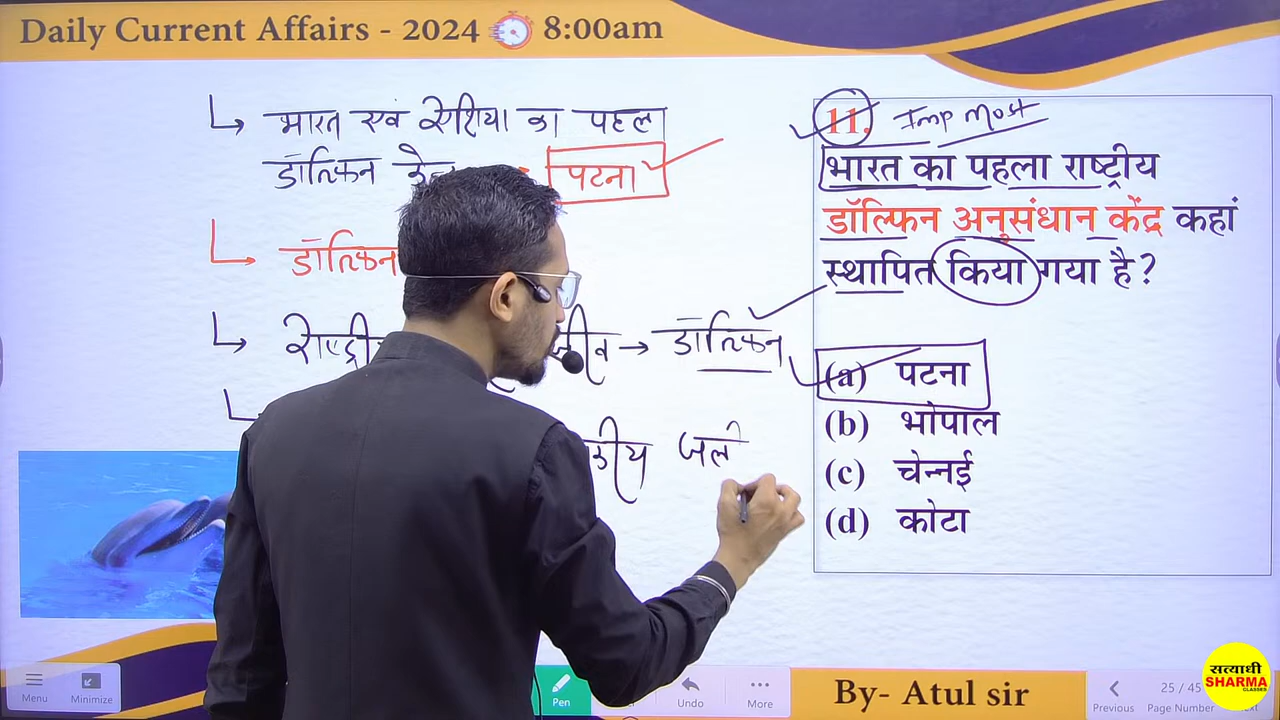 Daily Current Affairs - 2024 8:00am
भारत एवं एशिया का पहला
डॉल्फिन
पटना
डॉल्फिन
→ डॉल्फिन
कीय जली
11. Imp Most
भारत का पहला राष्ट्रीय
डॉल्फिन अनुसंधान केंद्र कहां
स्थापित किया गया है?
(a) पटना
(b) भोपाल
(c) चेन्नई
(d) कोटा
Menu
Minimize
Pen
Undo
More
By- Atul sir
Previous
25 / 45
Page Number
सत्याधी
SHARMA
CLASSES